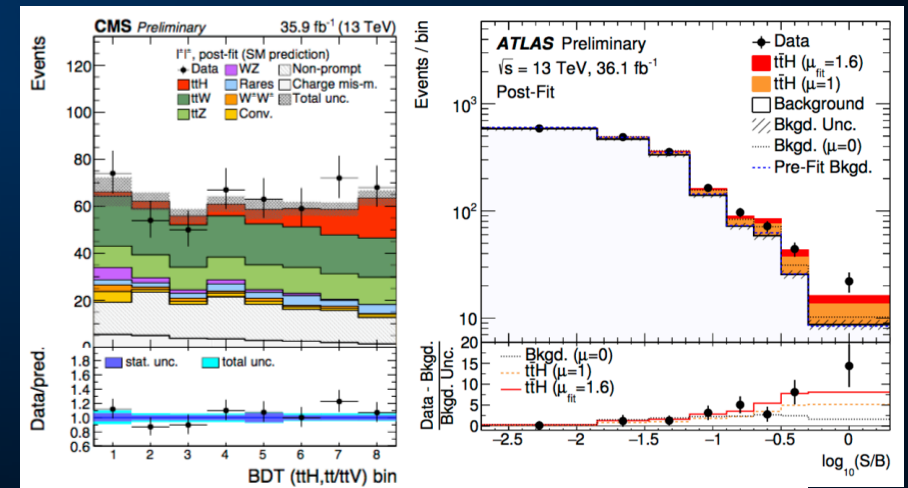 CMS Preliminary 35.9 fb⁻¹ (13 TeV)
Events
l±l±, post-fit (SM prediction)
Data WZ Non-prompt
ttH Rares Charge mis-m.
ttW W±W± Total unc.
ttZ Conv.
120
100
80
60
40
20
0
stat. unc. total unc.
Data/pred.
1.8
1.6
1.4
1.2
1.0
0.8
0.6
1 2 3 4 5 6 7 8
BDT (ttH,tt/ttV) bin
Events / bin
ATLAS Preliminary
√s = 13 TeV, 36.1 fb⁻¹
Post-Fit
Data
tt̄H (μfit=1.6)
tt̄H (μ=1)
Background
Bkgd. Unc.
Bkgd. (μ=0)
Pre-Fit Bkgd.
10³
10²
10
Data - Bkgd.
Bkgd. Unc.
20
15
10
5
0
Bkgd. (μ=0)
tt̄H (μ=1)
tt̄H (μfit=1.6)
−2.5 −2 −1.5 −1 −0.5 0
log₁₀(S/B)